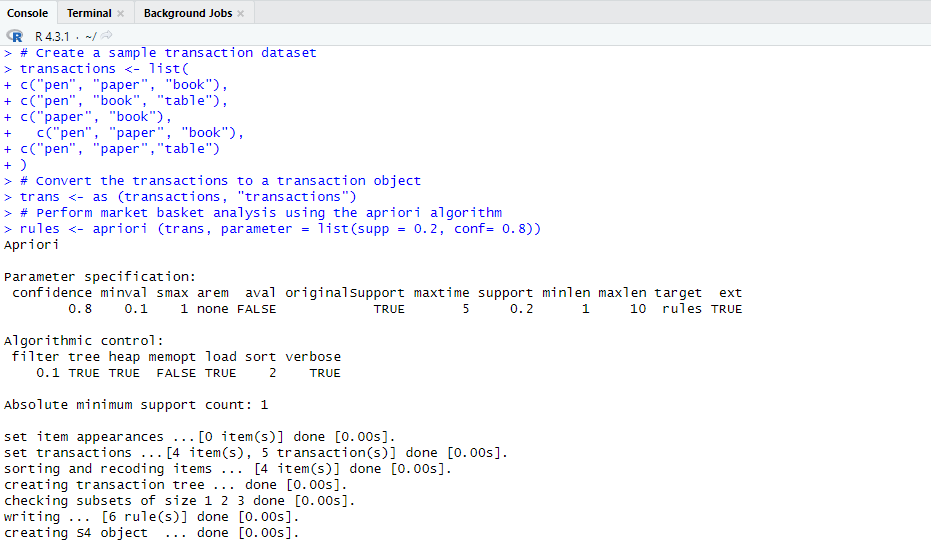 Console Terminal × Background Jobs ×
R R 4.3.1 · ~/
> # Create a sample transaction dataset
> transactions <- list(
+ c("pen", "paper", "book"),
+ c("pen", "book", "table"),
+ c("paper", "book"),
+   c("pen", "paper", "book"),
+ c("pen", "paper","table")
+ )
> # Convert the transactions to a transaction object
> trans <- as (transactions, "transactions")
> # Perform market basket analysis using the apriori algorithm
> rules <- apriori (trans, parameter = list(supp = 0.2, conf= 0.8))
Apriori
Parameter specification:
 confidence minval smax arem  aval originalSupport maxtime support minlen maxlen target  ext
        0.8    0.1    1 none FALSE            TRUE       5     0.2      1     10  rules TRUE
Algorithmic control:
 filter tree heap memopt load sort verbose
    0.1 TRUE TRUE  FALSE TRUE    2    TRUE
Absolute minimum support count: 1
set item appearances ...[0 item(s)] done [0.00s].
set transactions ...[4 item(s), 5 transaction(s)] done [0.00s].
sorting and recoding items ... [4 item(s)] done [0.00s].
creating transaction tree ... done [0.00s].
checking subsets of size 1 2 3 done [0.00s].
writing ... [6 rule(s)] done [0.00s].
creating S4 object  ... done [0.00s].